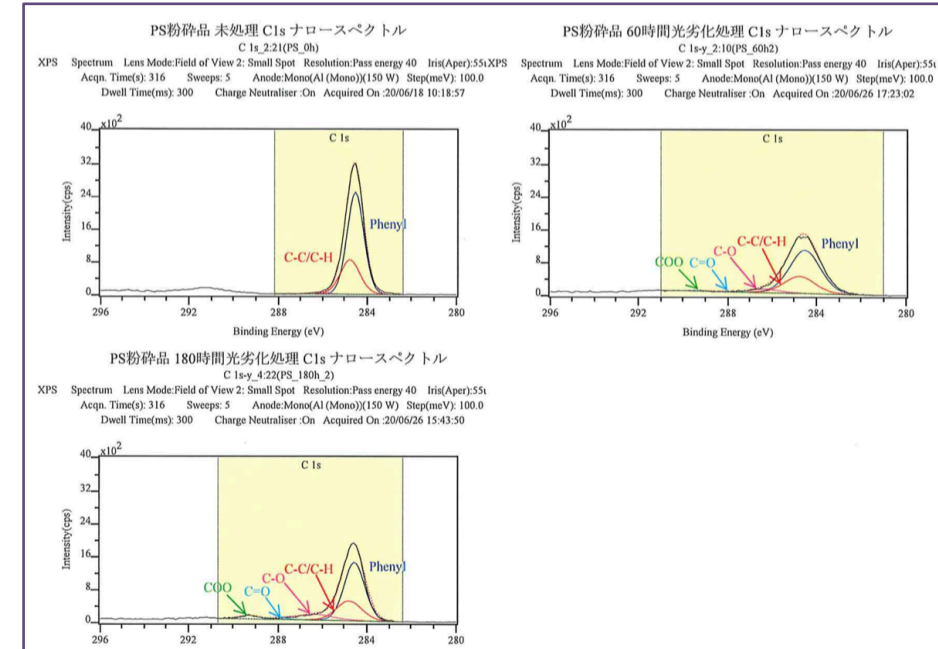 PS粉砕品 未処理 C1s ナロースペクトル
C 1s_2:21(PS_0h)
XPS Spectrum Lens Mode:Field of View 2: Small Spot Resolution:Pass energy 40 Iris(Aper):55
Acqn. Time(s): 316 Sweeps: 5 Anode:Mono(Al (Mono))(150 W) Step(meV): 100.0
Dwell Time(ms): 300 Charge Neutraliser :On Acquired On :20/06/18 10:18:57
x10²
C 1s
40
32
24
16
8
0
Intensity(cps)
Phenyl
C-C/C-H
296 292 288 284 280
Binding Energy (eV)
PS粉砕品 60時間光劣化処理 C1s ナロースペクトル
C 1s-y_2:10(PS_60h2)
XPS Spectrum Lens Mode:Field of View 2: Small Spot Resolution:Pass energy 40 Iris(Aper):55
Acqn. Time(s): 316 Sweeps: 5 Anode:Mono(Al (Mono))(150 W) Step(meV): 100.0
Dwell Time(ms): 300 Charge Neutraliser :On Acquired On :20/06/26 17:23:02
x10²
C 1s
40
32
24
16
8
0
Intensity(cps)
COO C=O C-O C-C/C-H Phenyl
296 292 288 284 280
Binding Energy (eV)
PS粉砕品 180時間光劣化処理 C1s ナロースペクトル
C 1s-y_4:22(PS_180h_2)
XPS Spectrum Lens Mode:Field of View 2: Small Spot Resolution:Pass energy 40 Iris(Aper):55
Acqn. Time(s): 316 Sweeps: 5 Anode:Mono(Al (Mono))(150 W) Step(meV): 100.0
Dwell Time(ms): 300 Charge Neutraliser :On Acquired On :20/06/26 15:43:50
x10²
C 1s
40
32
24
16
8
0
Intensity(cps)
COO C=O C-O C-C/C-H Phenyl
296 292 288 284 280